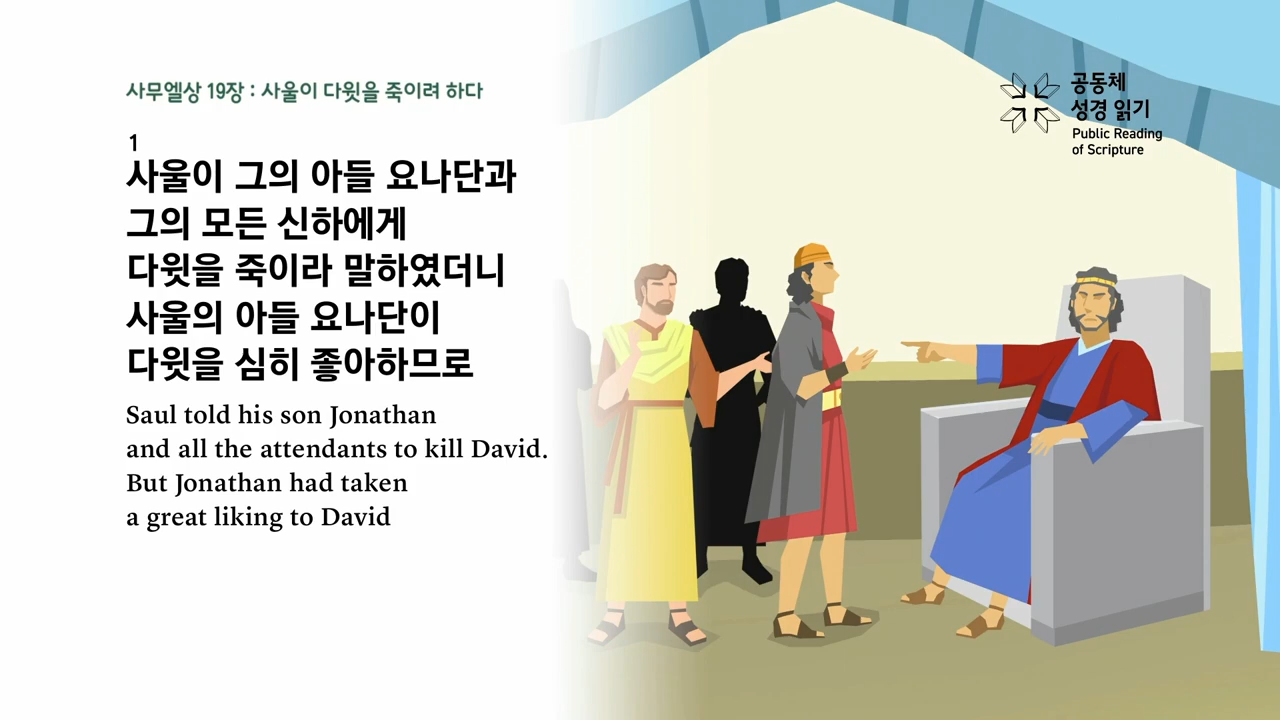 사무엘상 19장 : 사울이 다윗을 죽이려 하다
1
사울이 그의 아들 요나단과
그의 모든 신하에게
다윗을 죽이라 말하였더니
사울의 아들 요나단이
다윗을 심히 좋아하므로
Saul told his son Jonathan
and all the attendants to kill David.
But Jonathan had taken
a great liking to David
공동체
성경 읽기
Public Reading
of Scripture